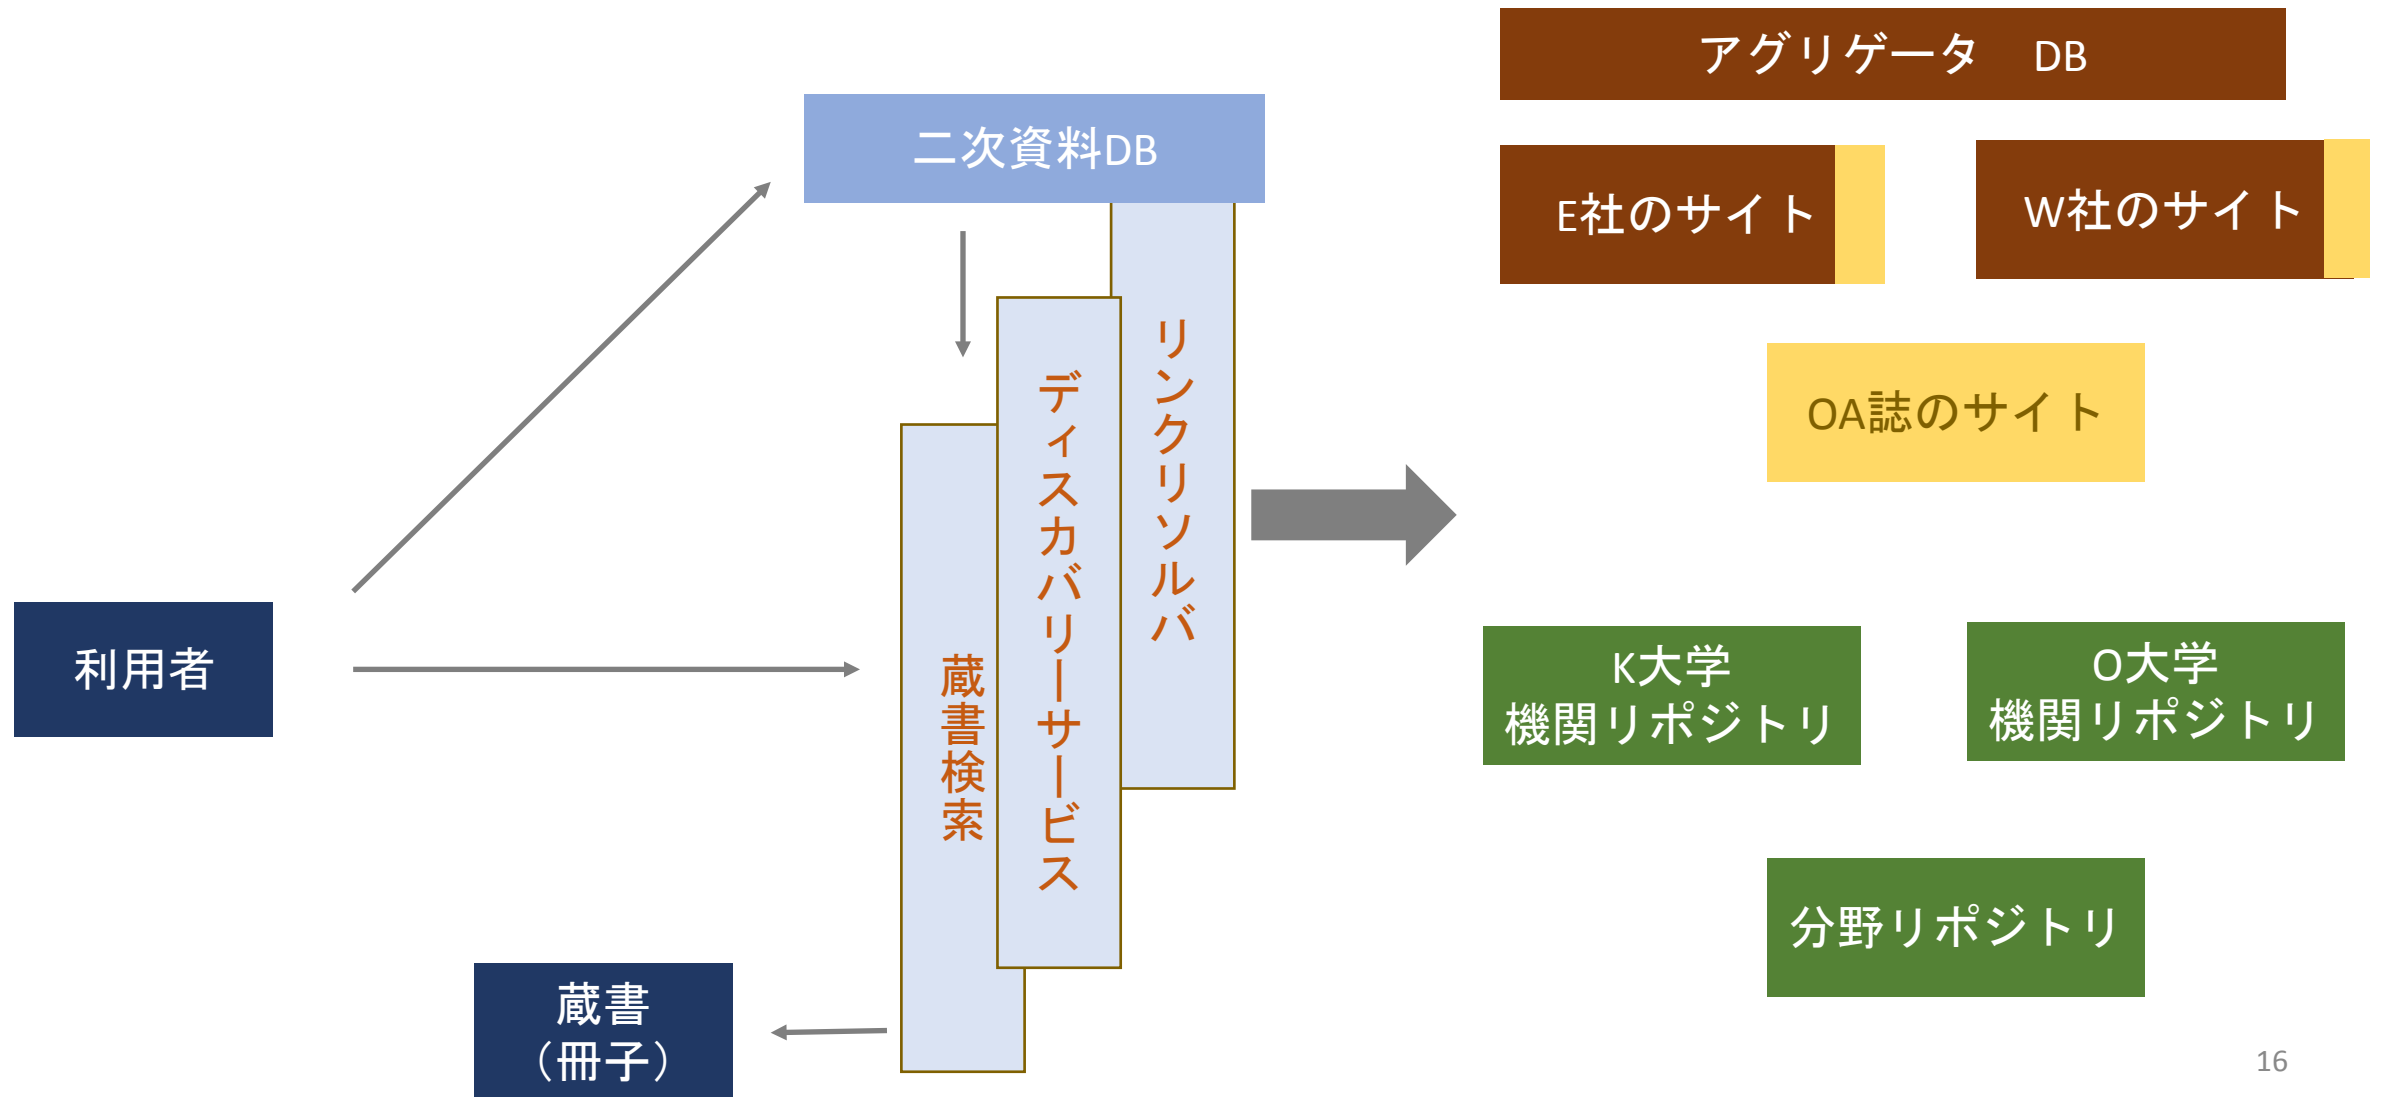 アグリゲータ　DB
二次資料DB
E社のサイト
W社のサイト
リンクリソルバ
ディスカバリーサービス
蔵書検索
OA誌のサイト
利用者
K大学
機関リポジトリ
O大学
機関リポジトリ
分野リポジトリ
蔵書
（冊子）
16